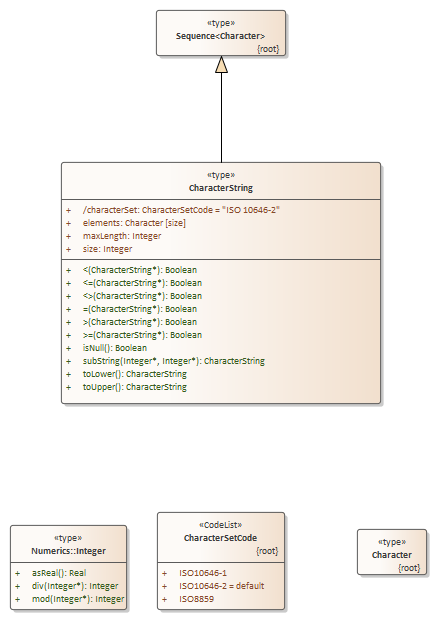 «type»
Sequence<Character>
{root}
«type»
CharacterString
+ /characterSet: CharacterSetCode = "ISO 10646-2"
+ elements: Character [size]
+ maxLength: Integer
+ size: Integer
+ <(CharacterString*): Boolean
+ <=(CharacterString*): Boolean
+ <>(CharacterString*): Boolean
+ =(CharacterString*): Boolean
+ >(CharacterString*): Boolean
+ >=(CharacterString*): Boolean
+ isNull(): Boolean
+ subString(Integer*, Integer*): CharacterString
+ toLower(): CharacterString
+ toUpper(): CharacterString
«type»
Numerics::Integer
+ asReal(): Real
+ div(Integer*): Integer
+ mod(Integer*): Integer
«CodeList»
CharacterSetCode
{root}
+ ISO10646-1
+ ISO10646-2 = default
+ ISO8859
«type»
Character
{root}